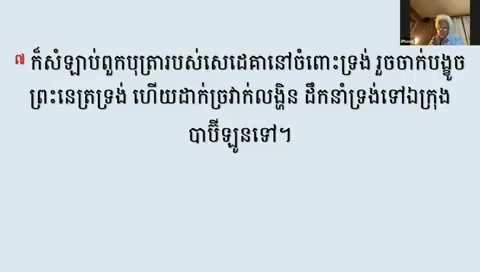 ៧ ក៏សំឡាប់ពួកបុត្រារបស់សេដេគានៅចំពោះទ្រង់ រួចចាក់បង្ខូច
ព្រះនេត្រទ្រង់ ហើយដាក់ច្រវាក់លង្ហិន ដឹកនាំទ្រង់ទៅឯក្រុង
បាប៊ីឡូនទៅ។